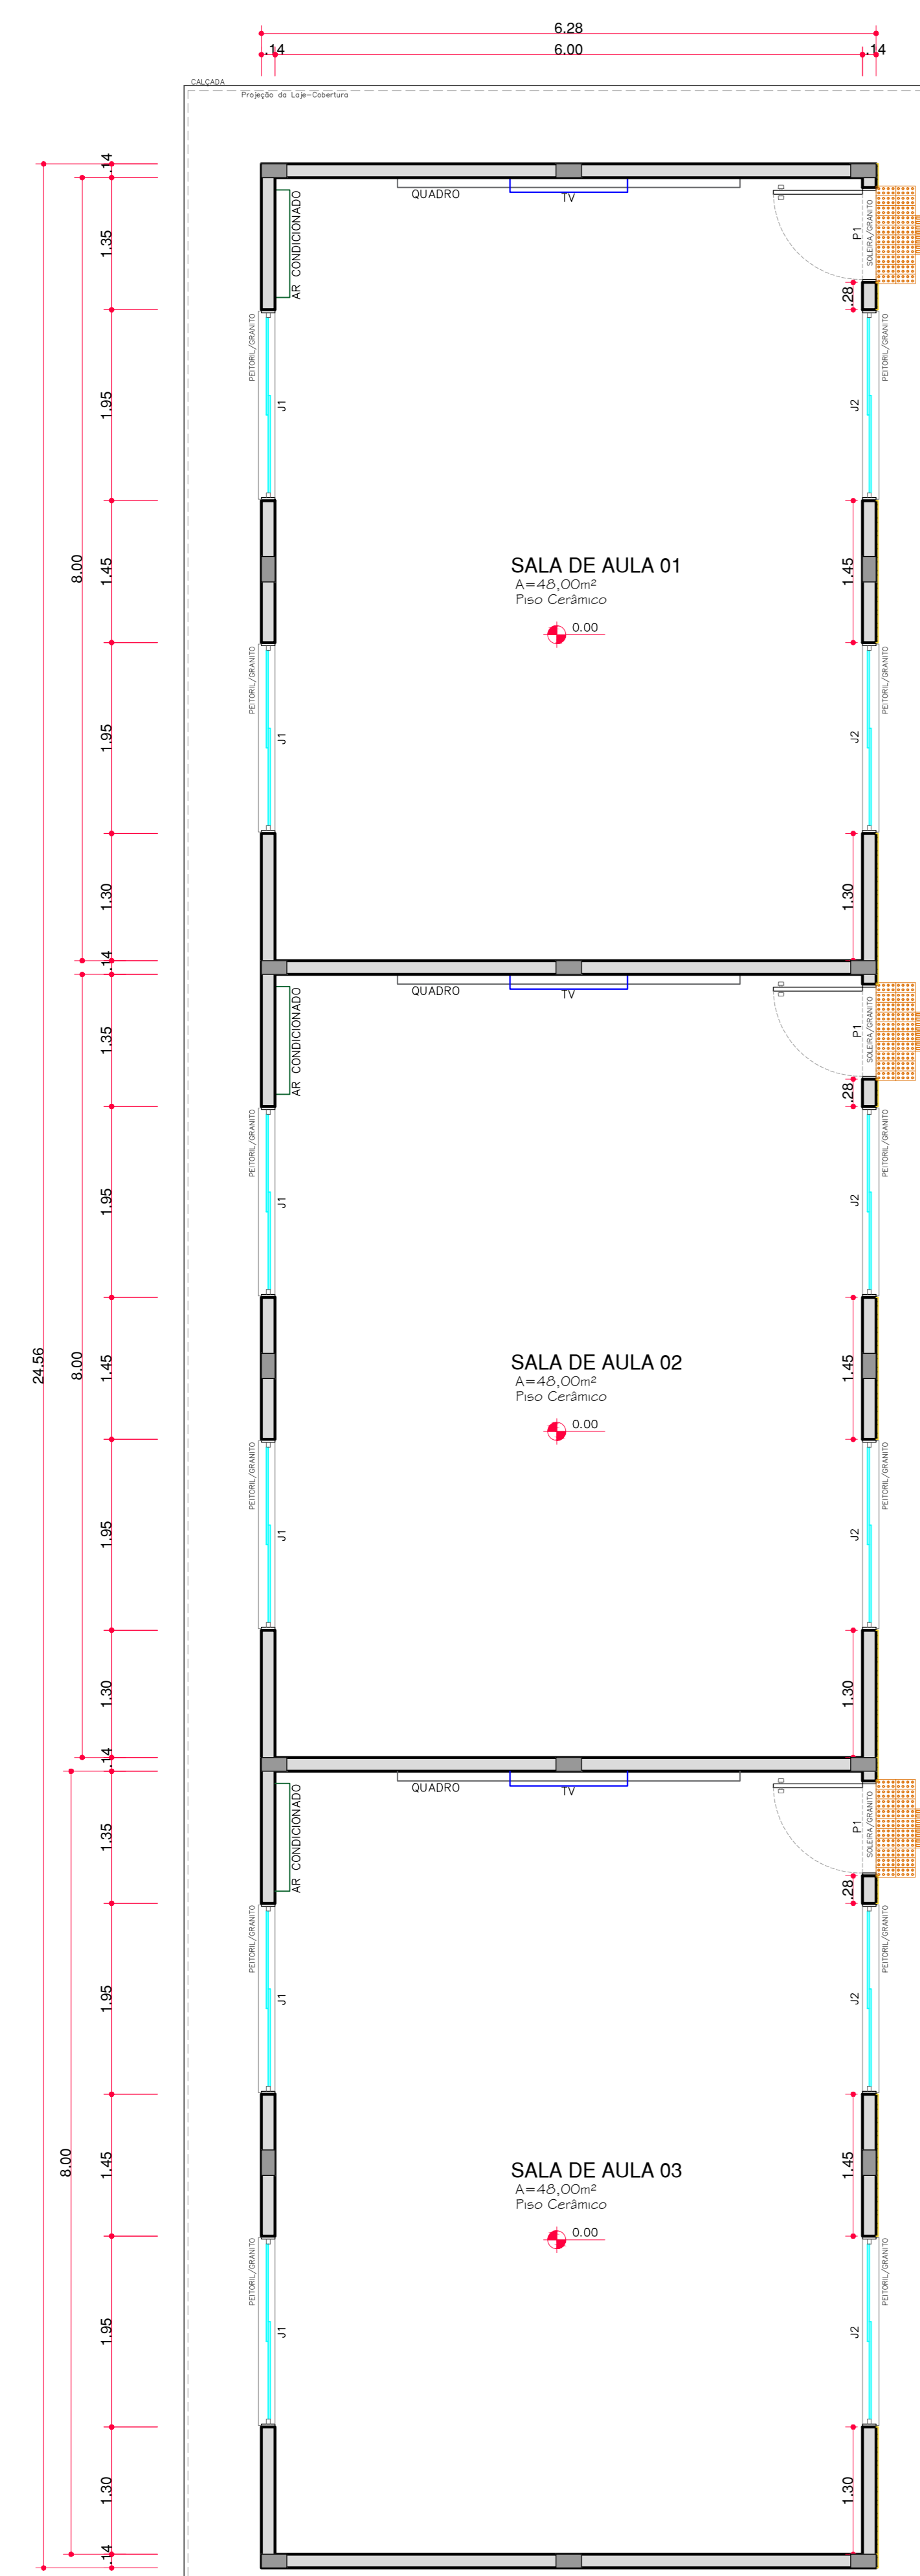 6.28
.14
6.00
.14
CALÇADA
Projeção da Laje-Cobertura
.14
QUADRO
TV
AR CONDICIONADO
P1
SOLEIRA/GRANITO
1.35
.28
PEITORIL/GRANITO
PEITORIL/GRANITO
1.95
J1
J2
8.00
1.45
SALA DE AULA 01
A=48,00m²
Piso Cerâmico
1.45
0.00
PEITORIL/GRANITO
PEITORIL/GRANITO
1.95
J1
J2
1.30
1.30
.14
QUADRO
TV
AR CONDICIONADO
P1
SOLEIRA/GRANITO
1.35
.28
PEITORIL/GRANITO
PEITORIL/GRANITO
1.95
J1
J2
24.56
8.00
1.45
SALA DE AULA 02
A=48,00m²
Piso Cerâmico
1.45
0.00
PEITORIL/GRANITO
PEITORIL/GRANITO
1.95
J1
J2
1.30
1.30
.14
QUADRO
TV
AR CONDICIONADO
P1
SOLEIRA/GRANITO
1.35
.28
PEITORIL/GRANITO
PEITORIL/GRANITO
1.95
J1
J2
8.00
1.45
SALA DE AULA 03
A=48,00m²
Piso Cerâmico
1.45
0.00
PEITORIL/GRANITO
PEITORIL/GRANITO
1.95
J1
J2
1.30
1.30
.14